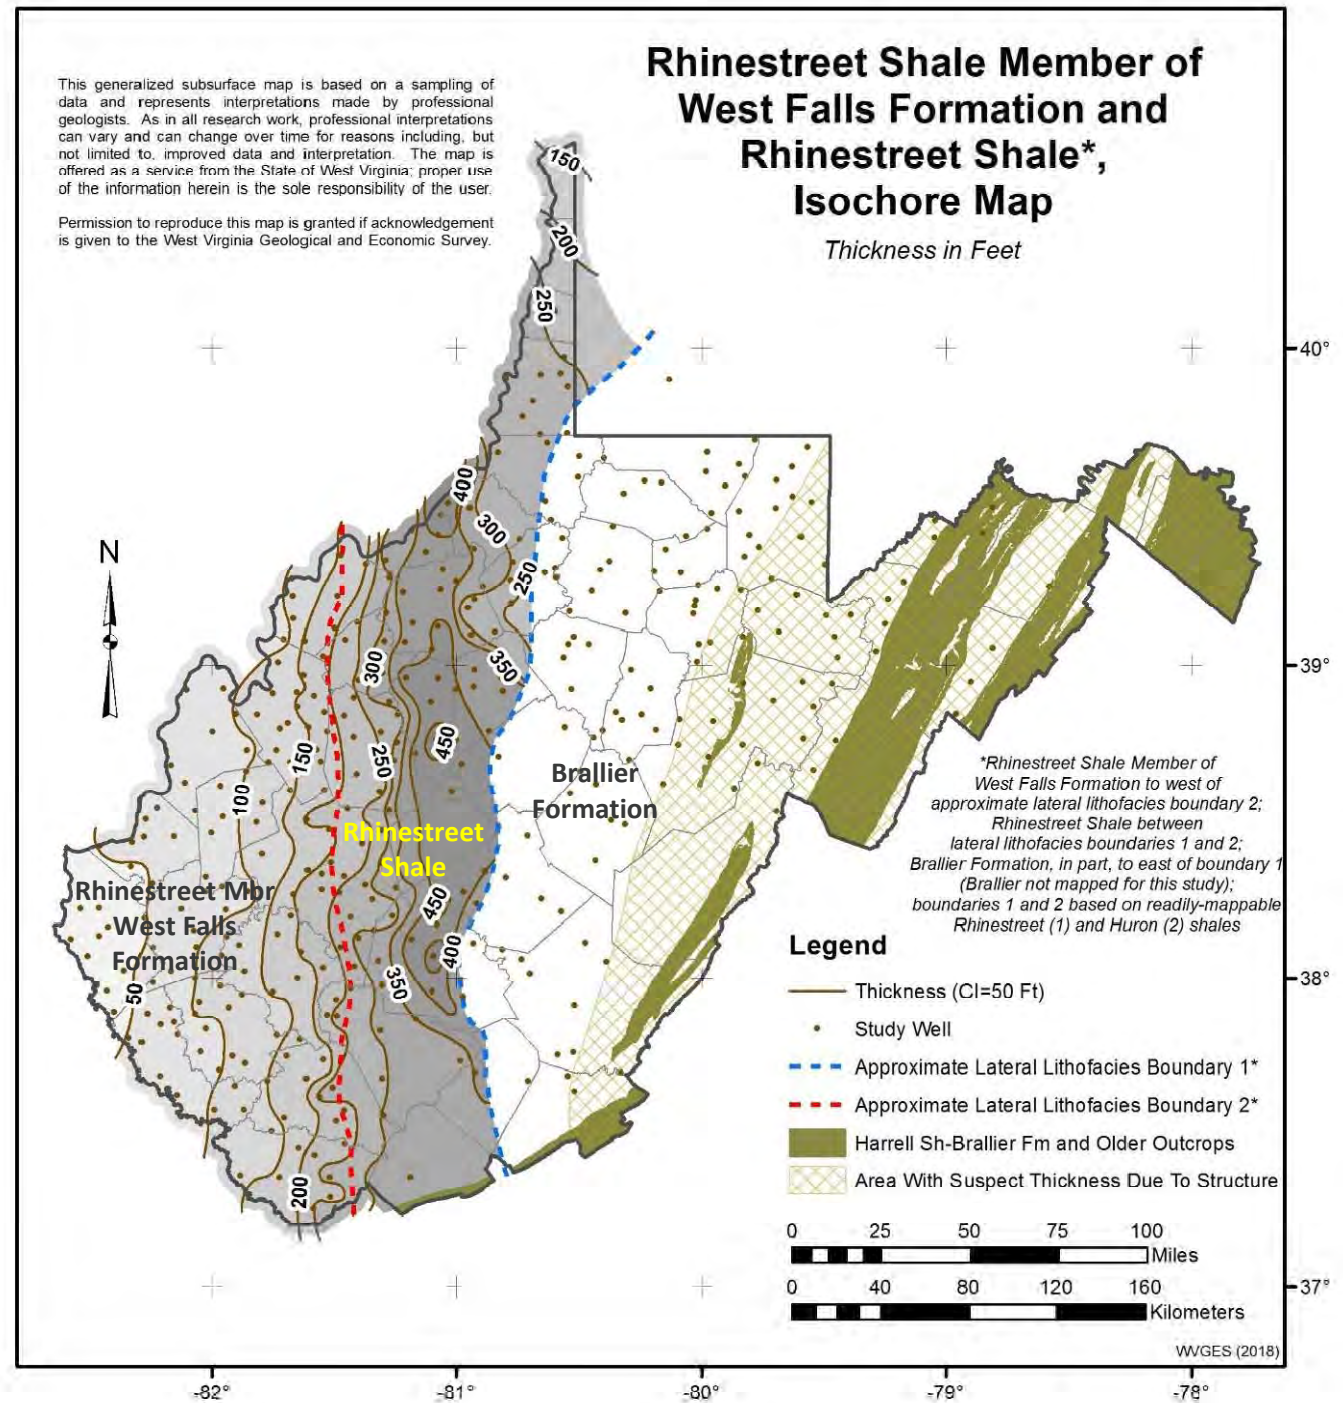 This generalized subsurface map is based on a sampling of
data and represents interpretations made by professional
geologists. As in all research work, professional interpretations
can vary and can change over time for reasons including, but
not limited to, improved data and interpretation. The map is
offered as a service from the State of West Virginia; proper use
of the information herein is the sole responsibility of the user.
Permission to reproduce this map is granted if acknowledgement
is given to the West Virginia Geological and Economic Survey.
Rhinestreet Shale Member of
West Falls Formation and
Rhinestreet Shale*,
Isochore Map
Thickness in Feet
150
200
250
40°
400
300
N
250
300
350
39°
450
150
250
100
Brallier
Formation
Rhinestreet
Shale
*Rhinestreet Shale Member of
West Falls Formation to west of
approximate lateral lithofacies boundary 2;
Rhinestreet Shale between
lateral lithofacies boundaries 1 and 2;
Brallier Formation, in part, to east of boundary 1
(Brallier not mapped for this study);
boundaries 1 and 2 based on readily-mappable
Rhinestreet (1) and Huron (2) shales
Rhinestreet Mbr
West Falls
Formation
450
400
350
50
38°
200
Legend
Thickness (CI=50 Ft)
Study Well
Approximate Lateral Lithofacies Boundary 1*
Approximate Lateral Lithofacies Boundary 2*
Harrell Sh-Brallier Fm and Older Outcrops
Area With Suspect Thickness Due To Structure
0 25 50 75 100
Miles
0 40 80 120 160
Kilometers
37°
WVGES (2018)
-82° -81° -80° -79° -78°